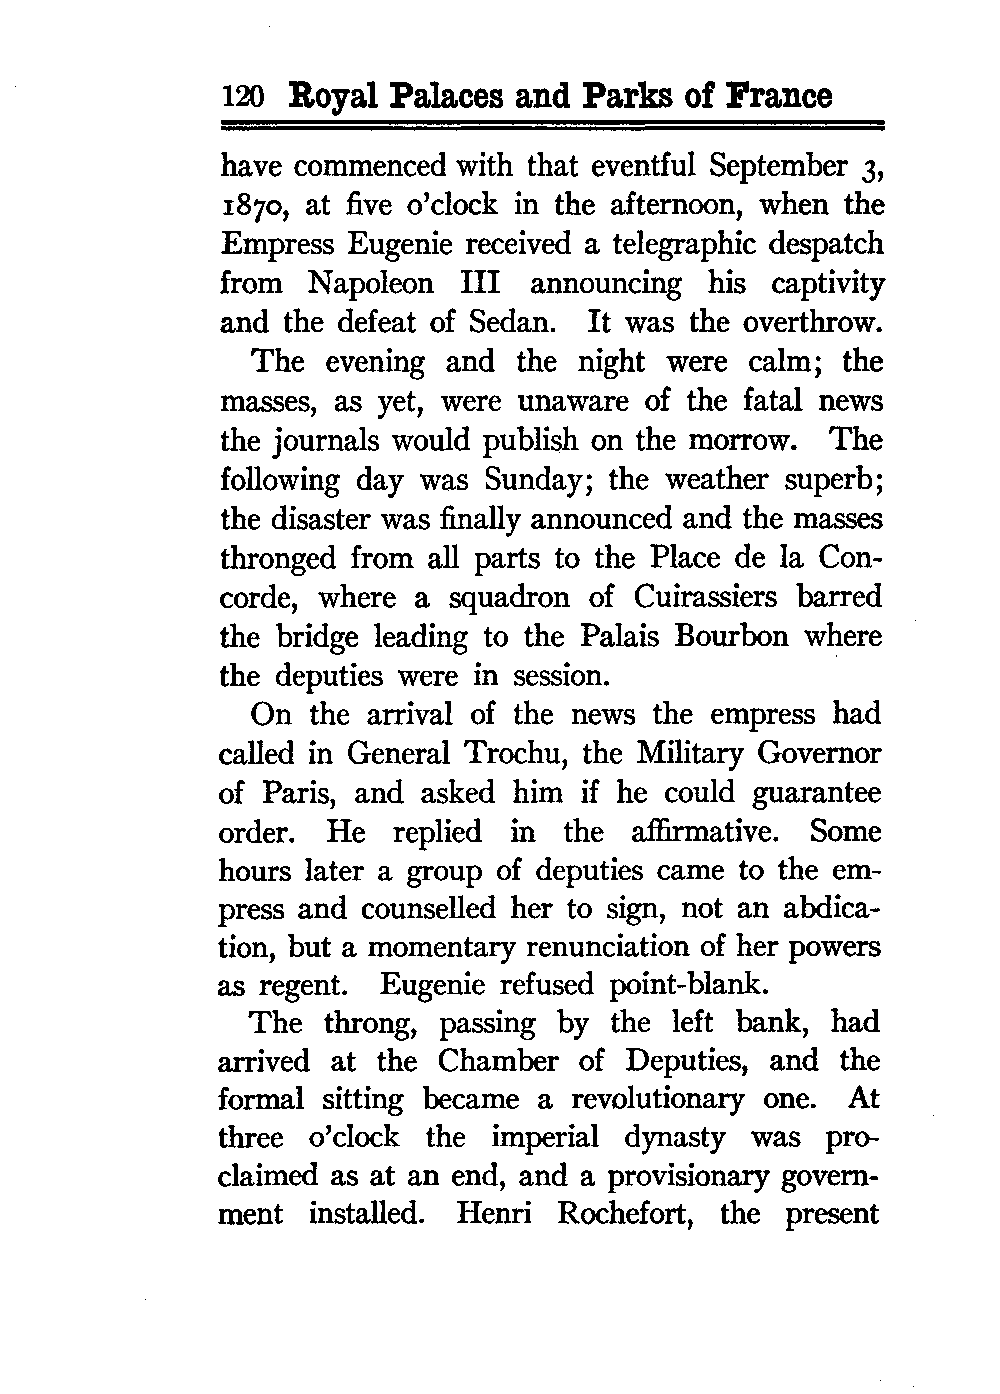 120 Royal Palaces and Parks of France
have commenced with that eventful September 3,
1870, at five o'clock in the afternoon, when the
Empress Eugenie received a telegraphic despatch
from Napoleon III announcing his captivity
and the defeat of Sedan. It was the overthrow.
The evening and the night were calm; the
masses, as yet, were unaware of the fatal news
the journals would publish on the morrow. The
following day was Sunday; the weather superb;
the disaster was finally announced and the masses
thronged from all parts to the Place de la Con-
corde, where a squadron of Cuirassiers barred
the bridge leading to the Palais Bourbon where
the deputies were in session.
On the arrival of the news the empress had
called in General Trochu, the Military Governor
of Paris, and asked him if he could guarantee
order. He replied in the affirmative. Some
hours later a group of deputies came to the em-
press and counselled her to sign, not an abdica-
tion, but a momentary renunciation of her powers
as regent. Eugenie refused point-blank.
The throng, passing by the left bank, had
arrived at the Chamber of Deputies, and the
formal sitting became a revolutionary one. At
three o'clock the imperial dynasty was pro-
claimed as at an end, and a provisionary govern-
ment installed. Henri Rochefort, the present